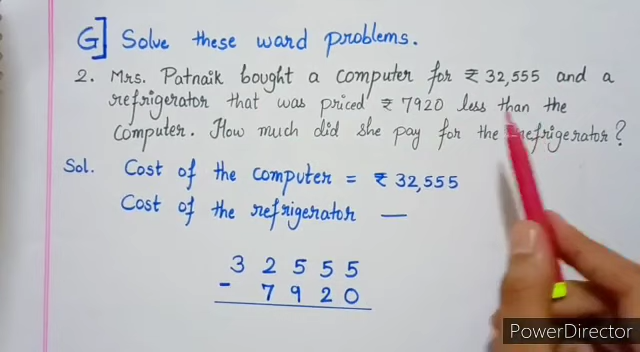 G] Solve these word problems.
2. Mrs. Patnaik bought a computer for ₹ 32,555 and a
refrigerator that was priced ₹ 7920 less than the
computer. How much did she pay for the refrigerator?
Sol. Cost of the computer = ₹ 32,555
Cost of the refrigerator —
3 2 5 5 5
- 7 9 2 0
PowerDirector